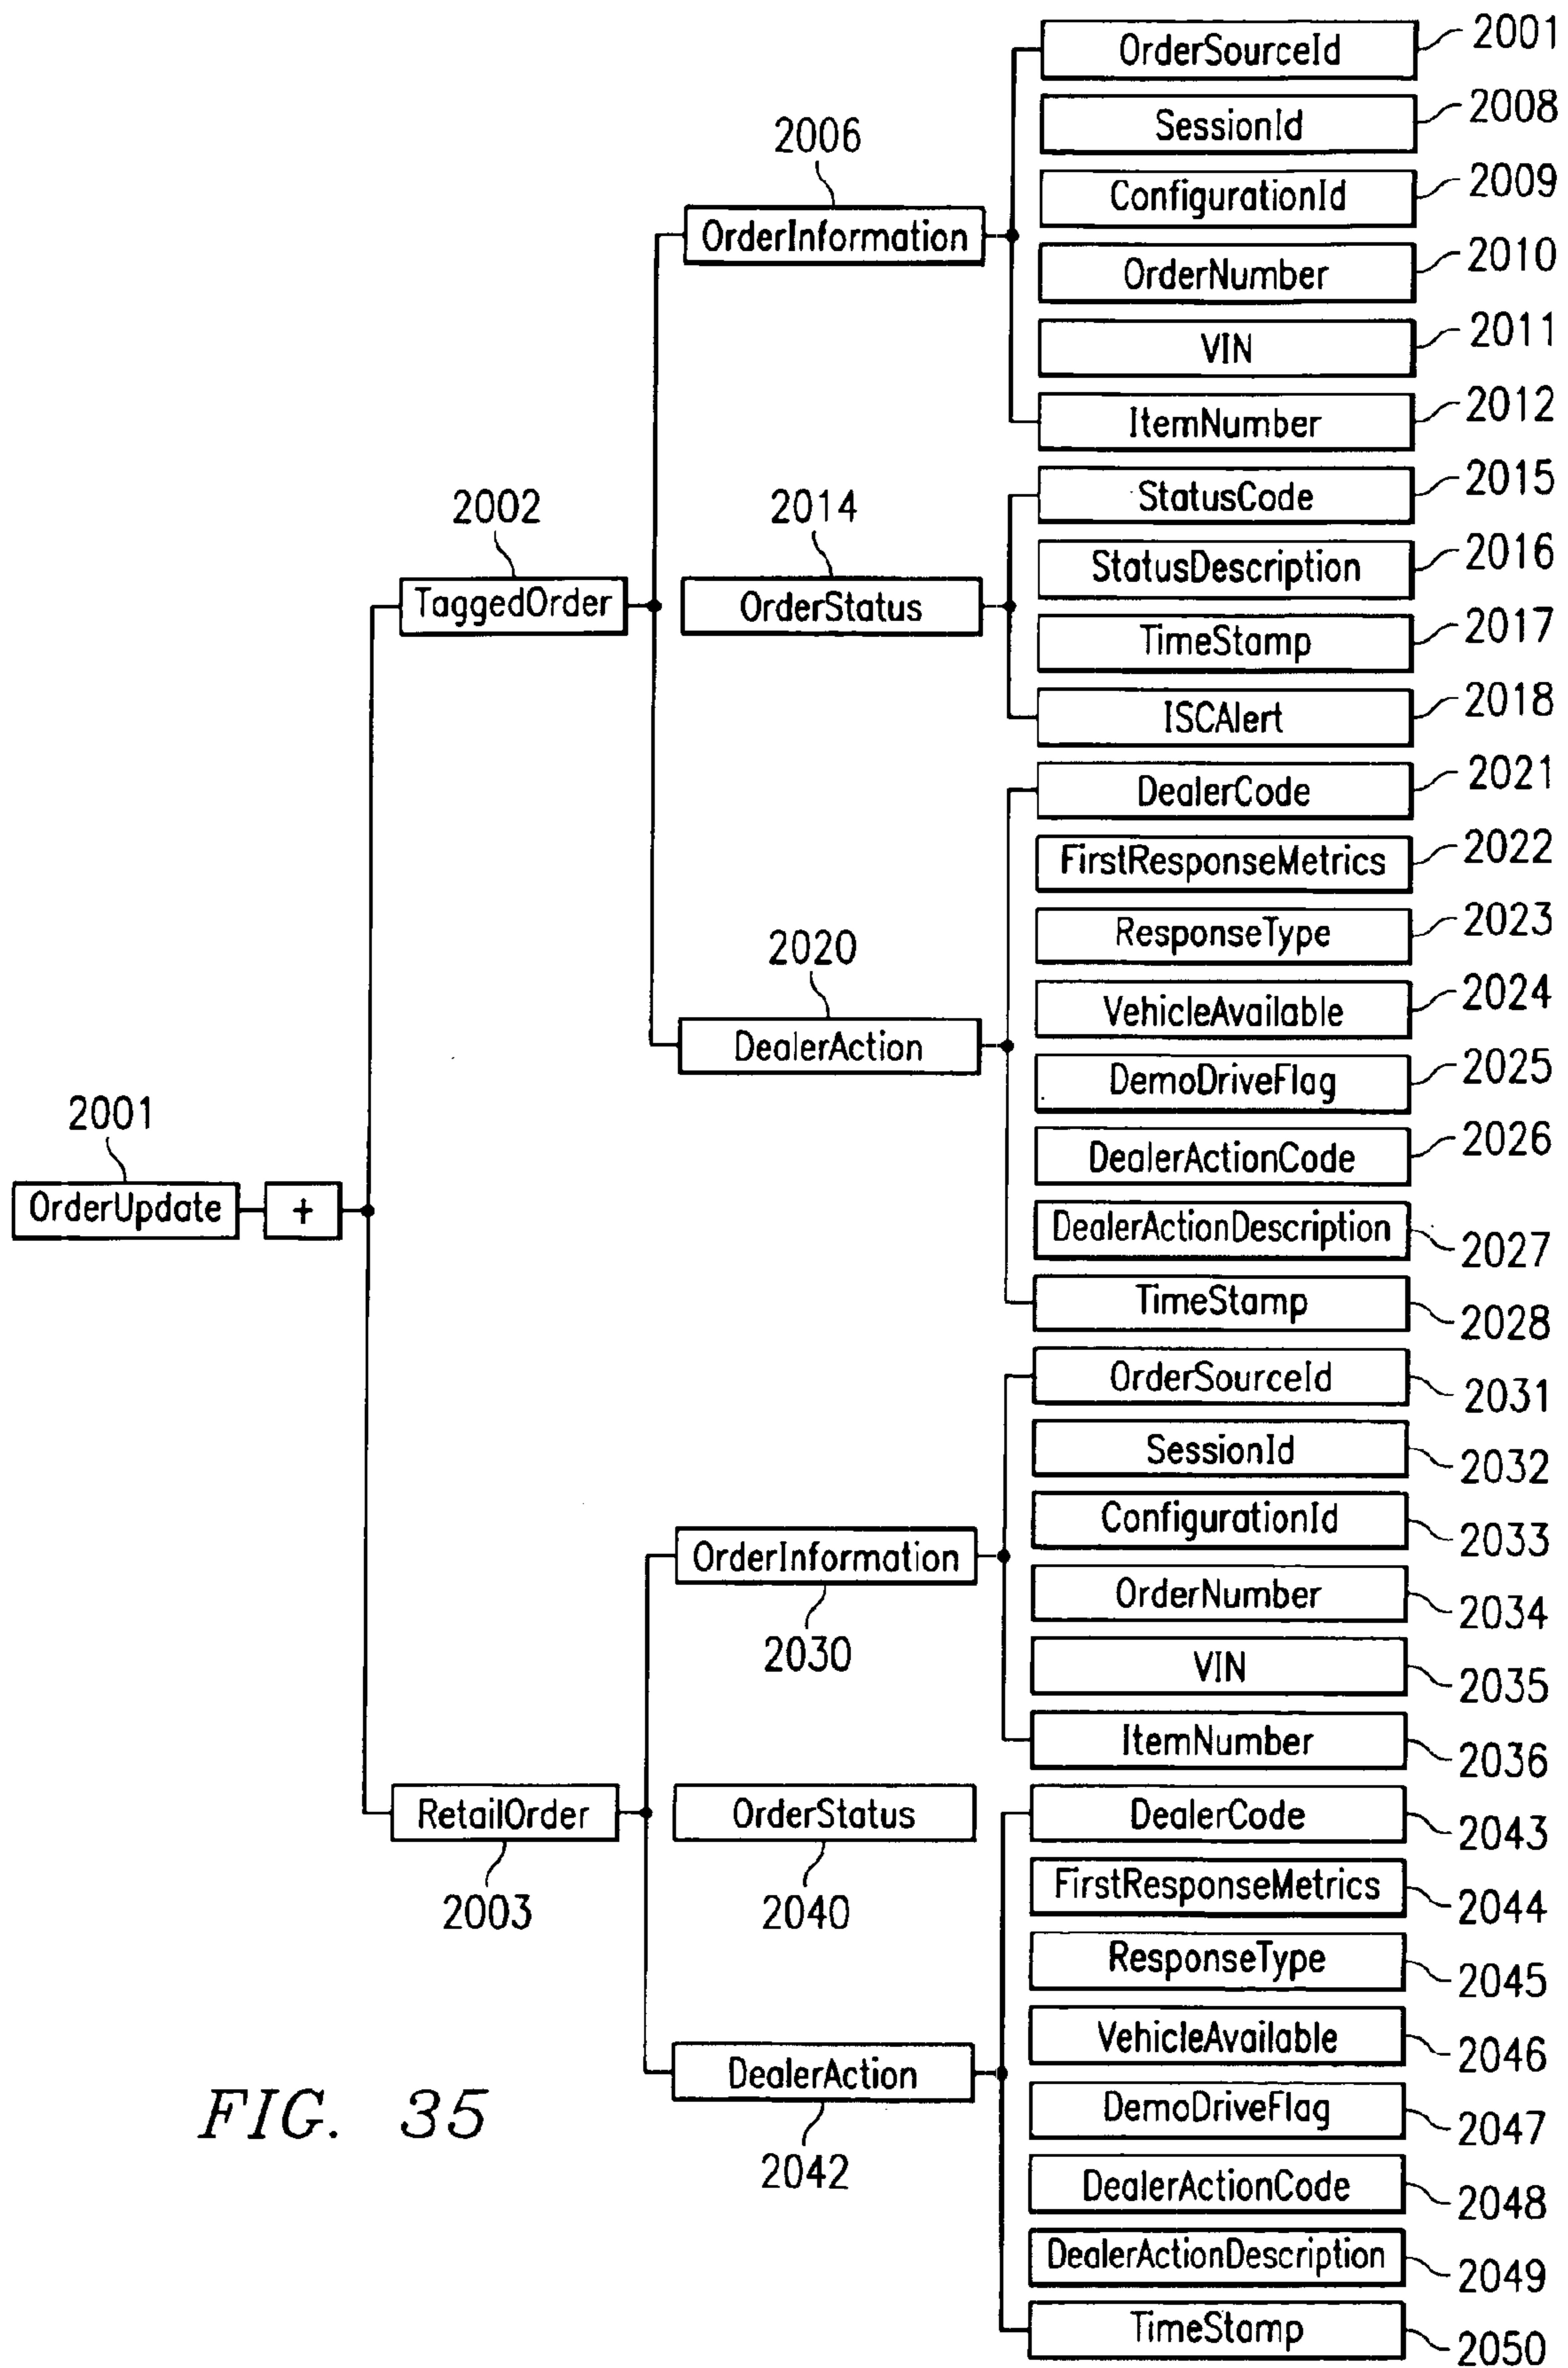 OrderSourceId 2001
SessionId 2008
2006
ConfigurationId 2009
OrderInformation
OrderNumber 2010
VIN 2011
ItemNumber 2012
2002
2014
StatusCode 2015
StatusDescription 2016
TaggedOrder
OrderStatus
TimeStamp 2017
ISCAlert 2018
DealerCode 2021
FirstResponseMetrics 2022
2020
ResponseType 2023
VehicleAvailable 2024
DealerAction
DemoDriveFlag 2025
2001
DealerActionCode 2026
OrderUpdate +
DealerActionDescription 2027
TimeStamp 2028
OrderSourceId 2031
SessionId 2032
ConfigurationId 2033
OrderInformation
2030
OrderNumber 2034
VIN 2035
ItemNumber 2036
RetailOrder
2003
OrderStatus
2040
DealerCode 2043
FirstResponseMetrics 2044
ResponseType 2045
VehicleAvailable 2046
DealerAction
2042
DemoDriveFlag 2047
DealerActionCode 2048
DealerActionDescription 2049
TimeStamp 2050
FIG. 35